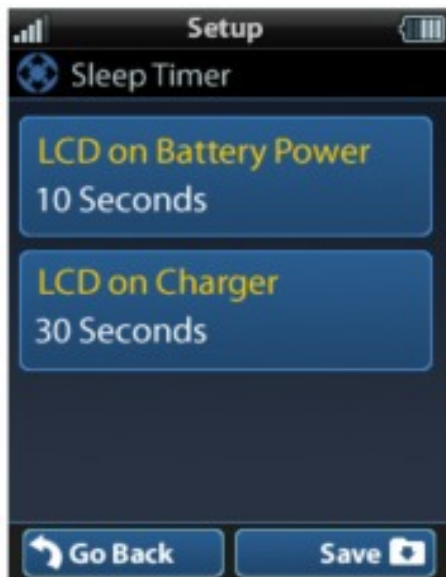 Setup
Sleep Timer
LCD on Battery Power
10 Seconds
LCD on Charger
30 Seconds
Go Back
Save